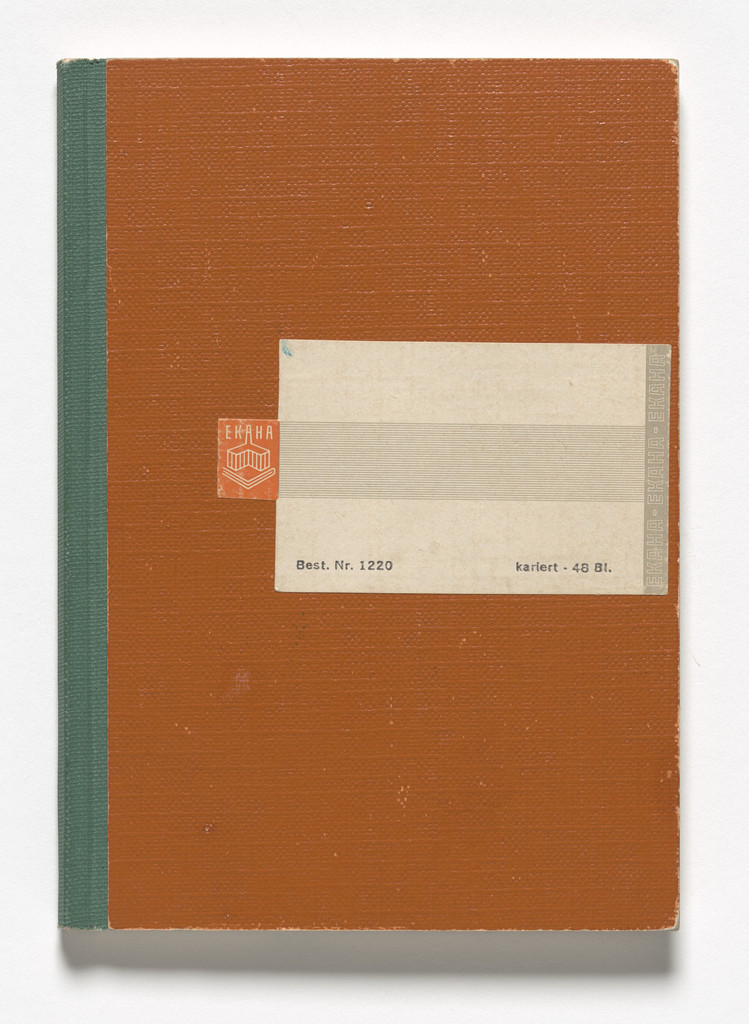 EKAHA
Best. Nr. 1220 kariert - 48 Bl.
EKAHA • EKAHA • EKAHA